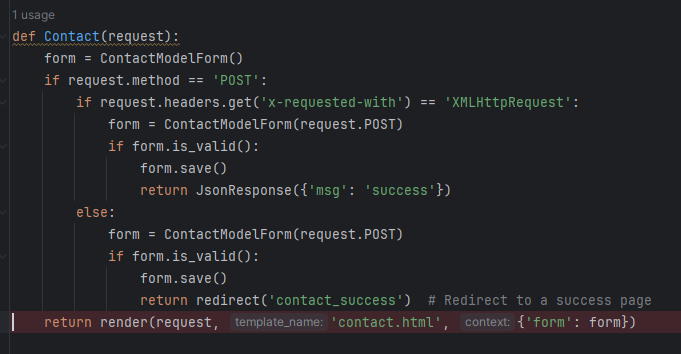 1 usage
def Contact(request):
    form = ContactModelForm()
    if request.method == 'POST':
        if request.headers.get('x-requested-with') == 'XMLHttpRequest':
            form = ContactModelForm(request.POST)
            if form.is_valid():
                form.save()
                return JsonResponse({'msg': 'success'})
        else:
            form = ContactModelForm(request.POST)
            if form.is_valid():
                form.save()
                return redirect('contact_success')  # Redirect to a success page
    return render(request, template_name: 'contact.html', context: {'form': form})